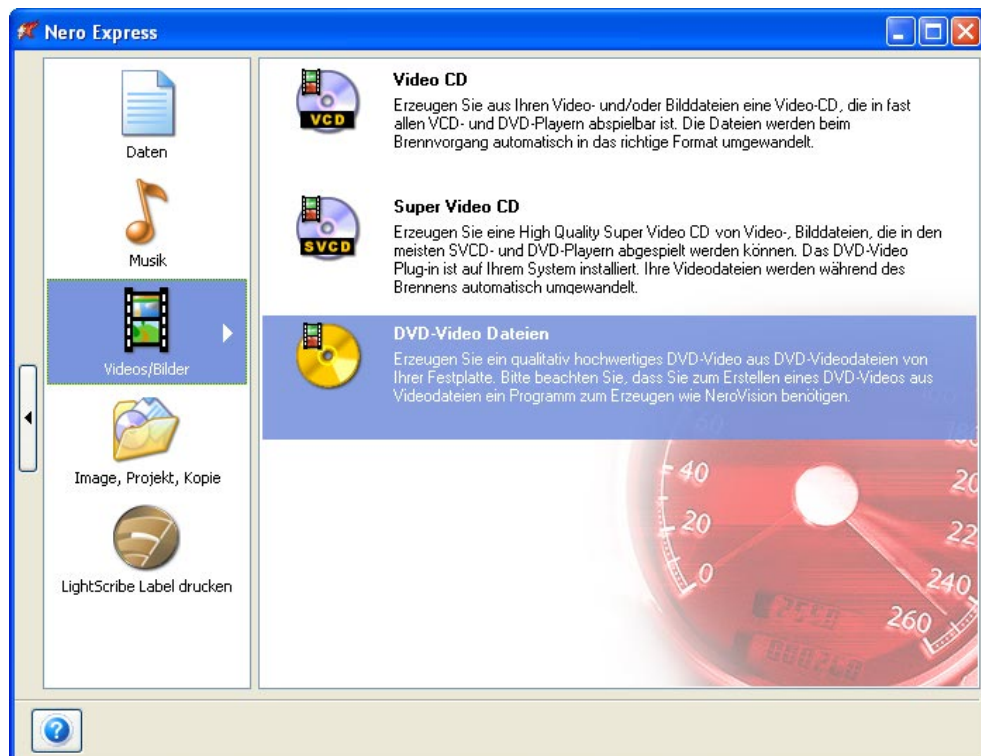 Nero Express
Daten
Musik
Videos/Bilder
Image, Projekt, Kopie
LightScribe Label drucken
VCD
Video CD
Erzeugen Sie aus Ihren Video- und/oder Bilddateien eine Video-CD, die in fast
allen VCD- und DVD-Playern abspielbar ist. Die Dateien werden beim
Brennvorgang automatisch in das richtige Format umgewandelt.
SVCD
Super Video CD
Erzeugen Sie eine High Quality Super Video CD von Video-, Bilddateien, die in den
meisten SVCD- und DVD-Playern abgespielt werden können. Das DVD-Video
Plug-in ist auf Ihrem System installiert. Ihre Videodateien werden während des
Brennens automatisch umgewandelt.
DVD-Video Dateien
Erzeugen Sie ein qualitativ hochwertiges DVD-Video aus DVD-Videodateien von
Ihrer Festplatte. Bitte beachten Sie, dass Sie zum Erstellen eines DVD-Videos aus
Videodateien ein Programm zum Erzeugen wie NeroVision benötigen.
60
40
20
0
240
260
?